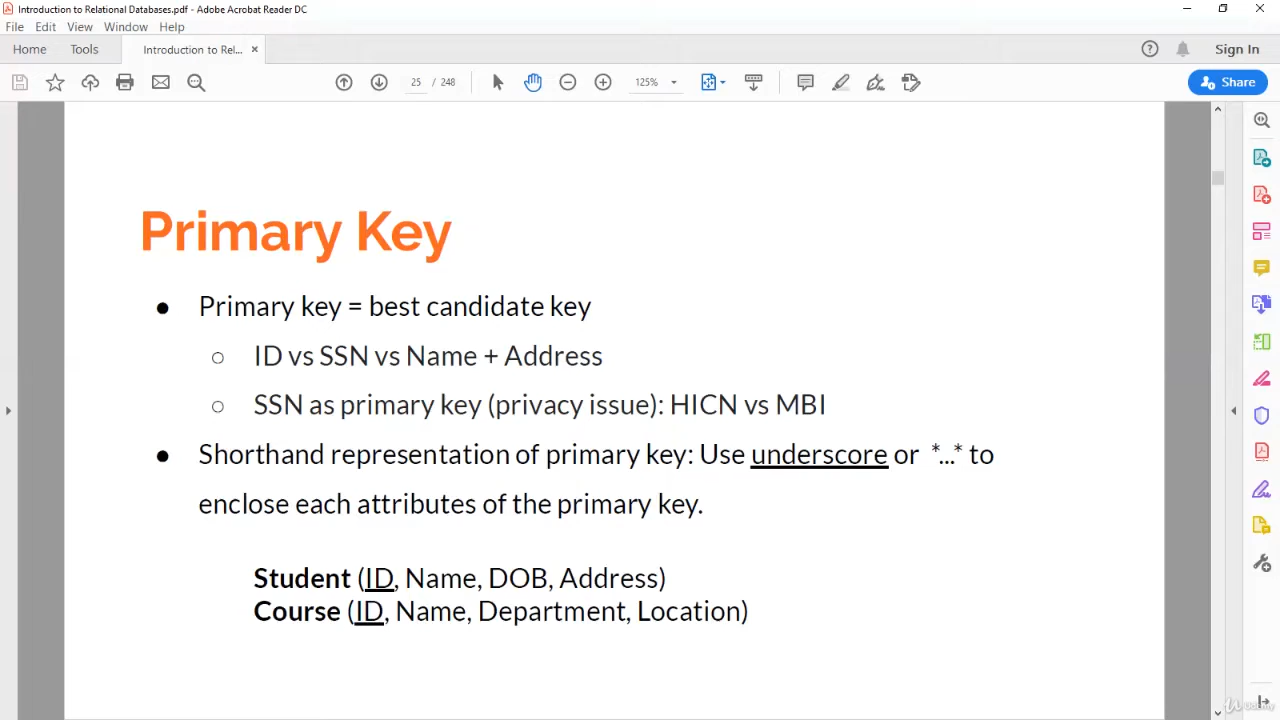 Introduction to Relational Databases.pdf - Adobe Acrobat Reader DC
File Edit View Window Help
Home Tools Introduction to Rel... × Sign In
25 / 248 125% Share
Primary Key
● Primary key = best candidate key
○ ID vs SSN vs Name + Address
○ SSN as primary key (privacy issue): HICN vs MBI
● Shorthand representation of primary key: Use underscore or *...* to
enclose each attributes of the primary key.
Student (ID, Name, DOB, Address)
Course (ID, Name, Department, Location)
Udemy